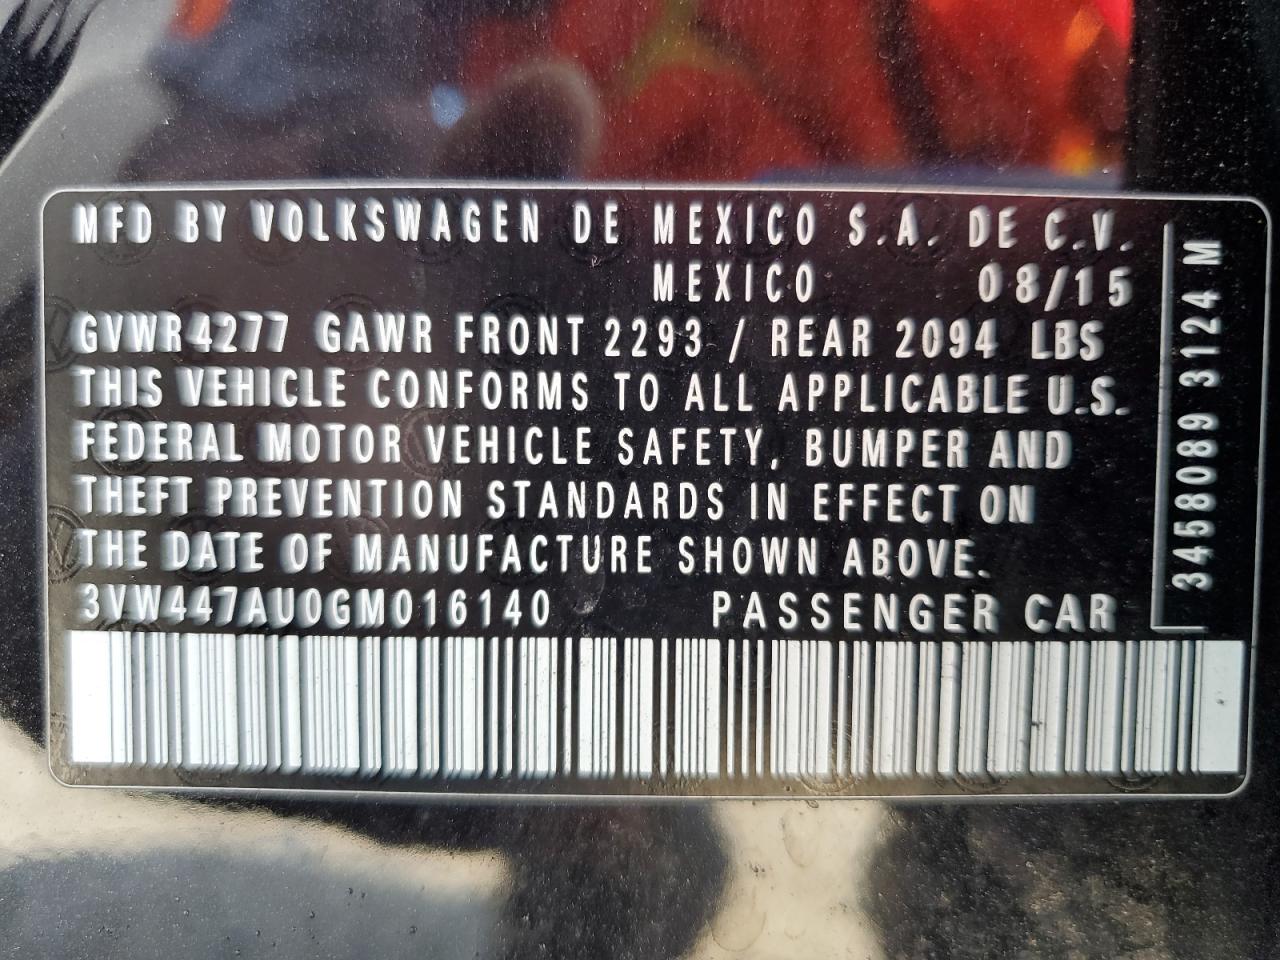 MFD BY VOLKSWAGEN DE MEXICO S.A. DE C.V.
MEXICO 08/15
GVWR4277 GAWR FRONT 2293 / REAR 2094 LBS
THIS VEHICLE CONFORMS TO ALL APPLICABLE U.S.
FEDERAL MOTOR VEHICLE SAFETY, BUMPER AND
THEFT PREVENTION STANDARDS IN EFFECT ON
THE DATE OF MANUFACTURE SHOWN ABOVE.
3VW447AU0GM016140 PASSENGER CAR
3458089 3124 M